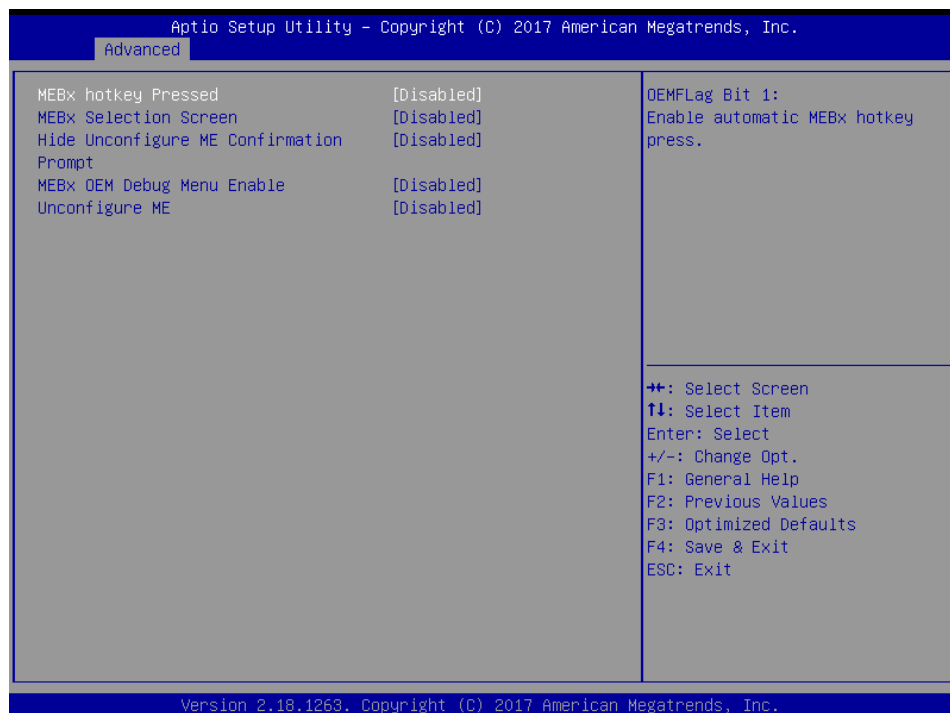 Aptio Setup Utility – Copyright (C) 2017 American Megatrends, Inc.
Advanced
MEBx hotkey Pressed [Disabled]
MEBx Selection Screen [Disabled]
Hide Unconfigure ME Confirmation [Disabled]
Prompt
MEBx OEM Debug Menu Enable [Disabled]
Unconfigure ME [Disabled]
OEMFLag Bit 1:
Enable automatic MEBx hotkey
press.
→←: Select Screen
↑↓: Select Item
Enter: Select
+/-: Change Opt.
F1: General Help
F2: Previous Values
F3: Optimized Defaults
F4: Save & Exit
ESC: Exit
Version 2.18.1263. Copyright (C) 2017 American Megatrends, Inc.